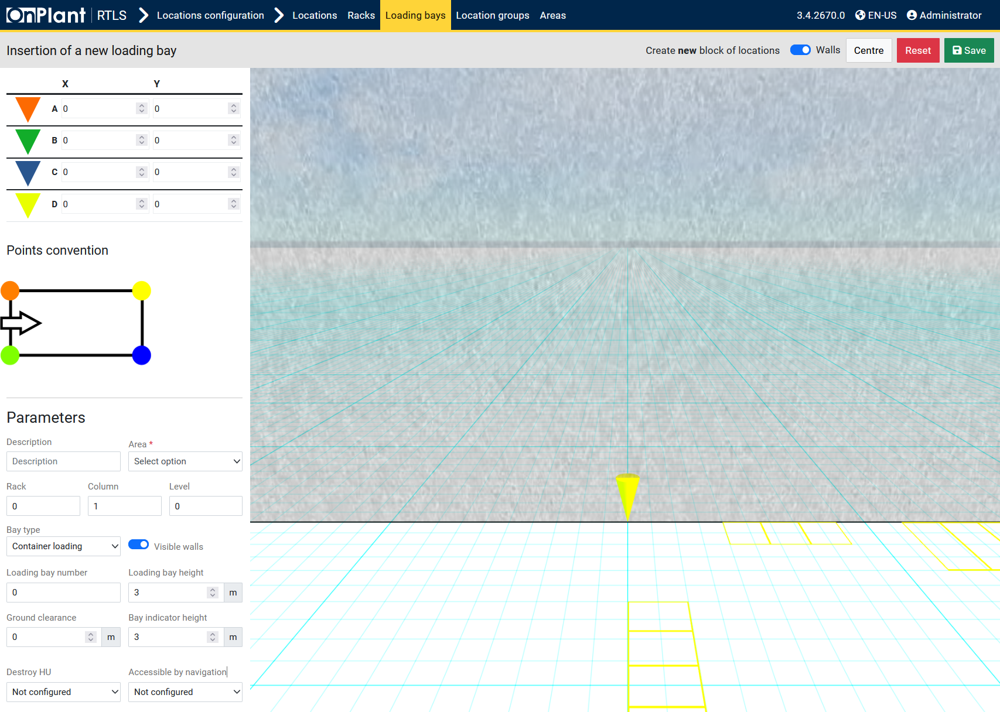 OnPlant RTLS Locations configuration Locations Racks Loading bays Location groups Areas 3.4.2670.0 EN-US Administrator
Insertion of a new loading bay Create new block of locations Walls Centre Reset Save
X Y
A 0 0
B 0 0
C 0 0
D 0 0
Points convention
Parameters
Description Area *
Description Select option
Rack Column Level
0 1 0
Bay type
Container loading Visible walls
Loading bay number Loading bay height
0 3 m
Ground clearance Bay indicator height
0 m 3 m
Destroy HU Accessible by navigation
Not configured Not configured